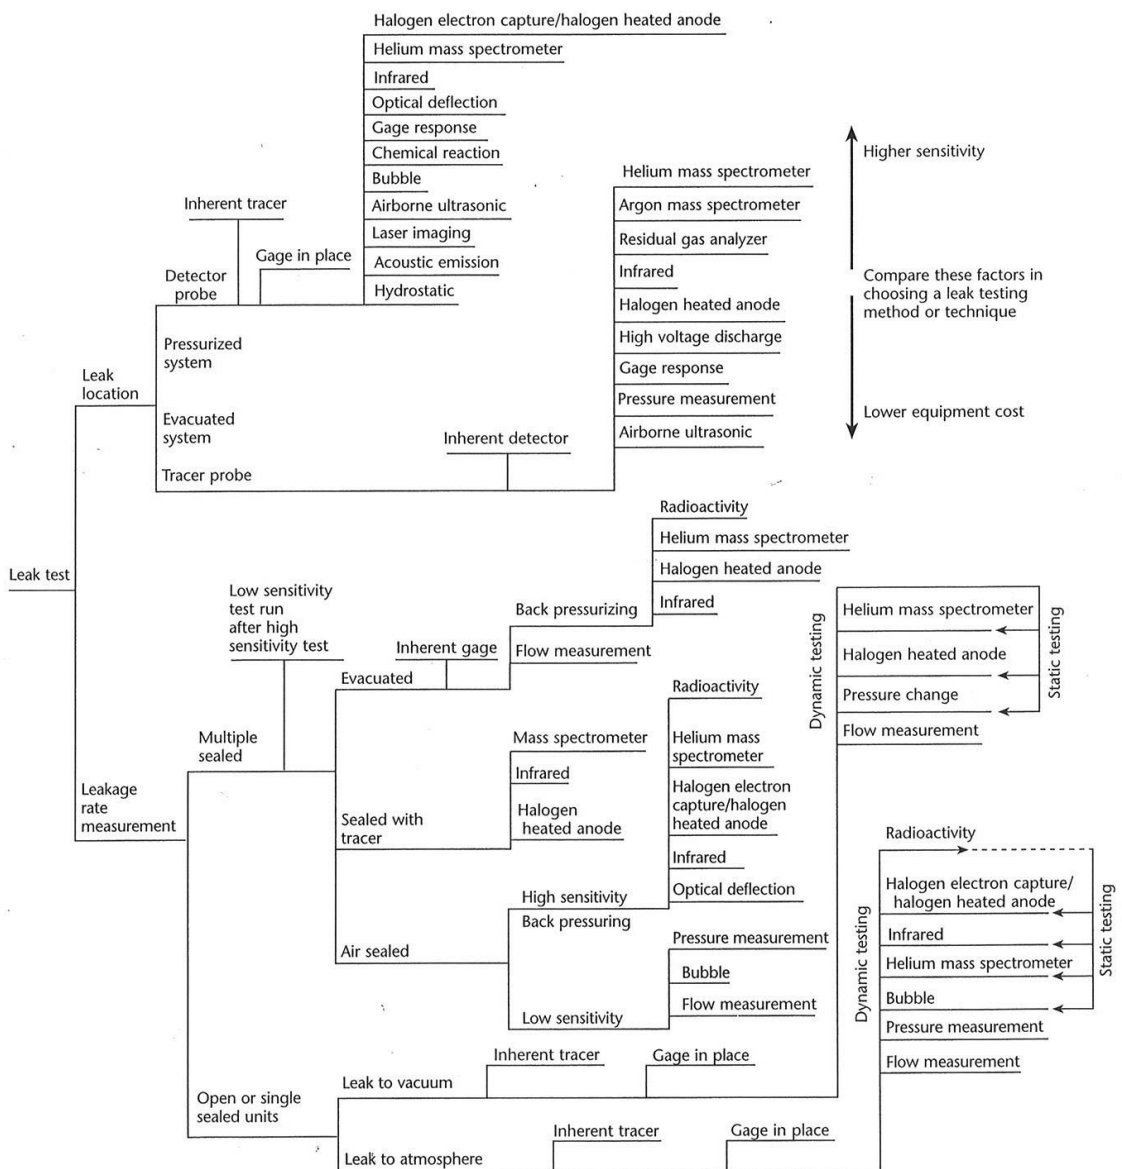 Halogen electron capture/halogen heated anode
Helium mass spectrometer
Infrared
Optical deflection
Gage response
Chemical reaction
Bubble
Airborne ultrasonic
Laser imaging
Acoustic emission
Hydrostatic
Inherent tracer
Gage in place
Detector
probe
Pressurized
system
Leak
location
Evacuated
system
Tracer probe
Inherent detector
Helium mass spectrometer
Argon mass spectrometer
Residual gas analyzer
Infrared
Halogen heated anode
High voltage discharge
Gage response
Pressure measurement
Airborne ultrasonic
Higher sensitivity
Compare these factors in
choosing a leak testing
method or technique
Lower equipment cost
Leak test
Low sensitivity
test run
after high
sensitivity test
Inherent gage
Evacuated
Back pressurizing
Flow measurement
Radioactivity
Helium mass spectrometer
Halogen heated anode
Infrared
Multiple
sealed
Leakage
rate
measurement
Sealed with
tracer
Mass spectrometer
Infrared
Halogen
heated anode
Air sealed
High sensitivity
Back pressuring
Low sensitivity
Radioactivity
Helium mass
spectrometer
Halogen electron
capture/halogen
heated anode
Infrared
Optical deflection
Pressure measurement
Bubble
Flow measurement
Dynamic testing
Helium mass spectrometer
Halogen heated anode
Pressure change
Flow measurement
Static testing
Dynamic testing
Radioactivity
Halogen electron capture/
halogen heated anode
Infrared
Helium mass spectrometer
Bubble
Pressure measurement
Flow measurement
Static testing
Open or single
sealed units
Leak to vacuum
Inherent tracer
Gage in place
Leak to atmosphere
Inherent tracer
Gage in place